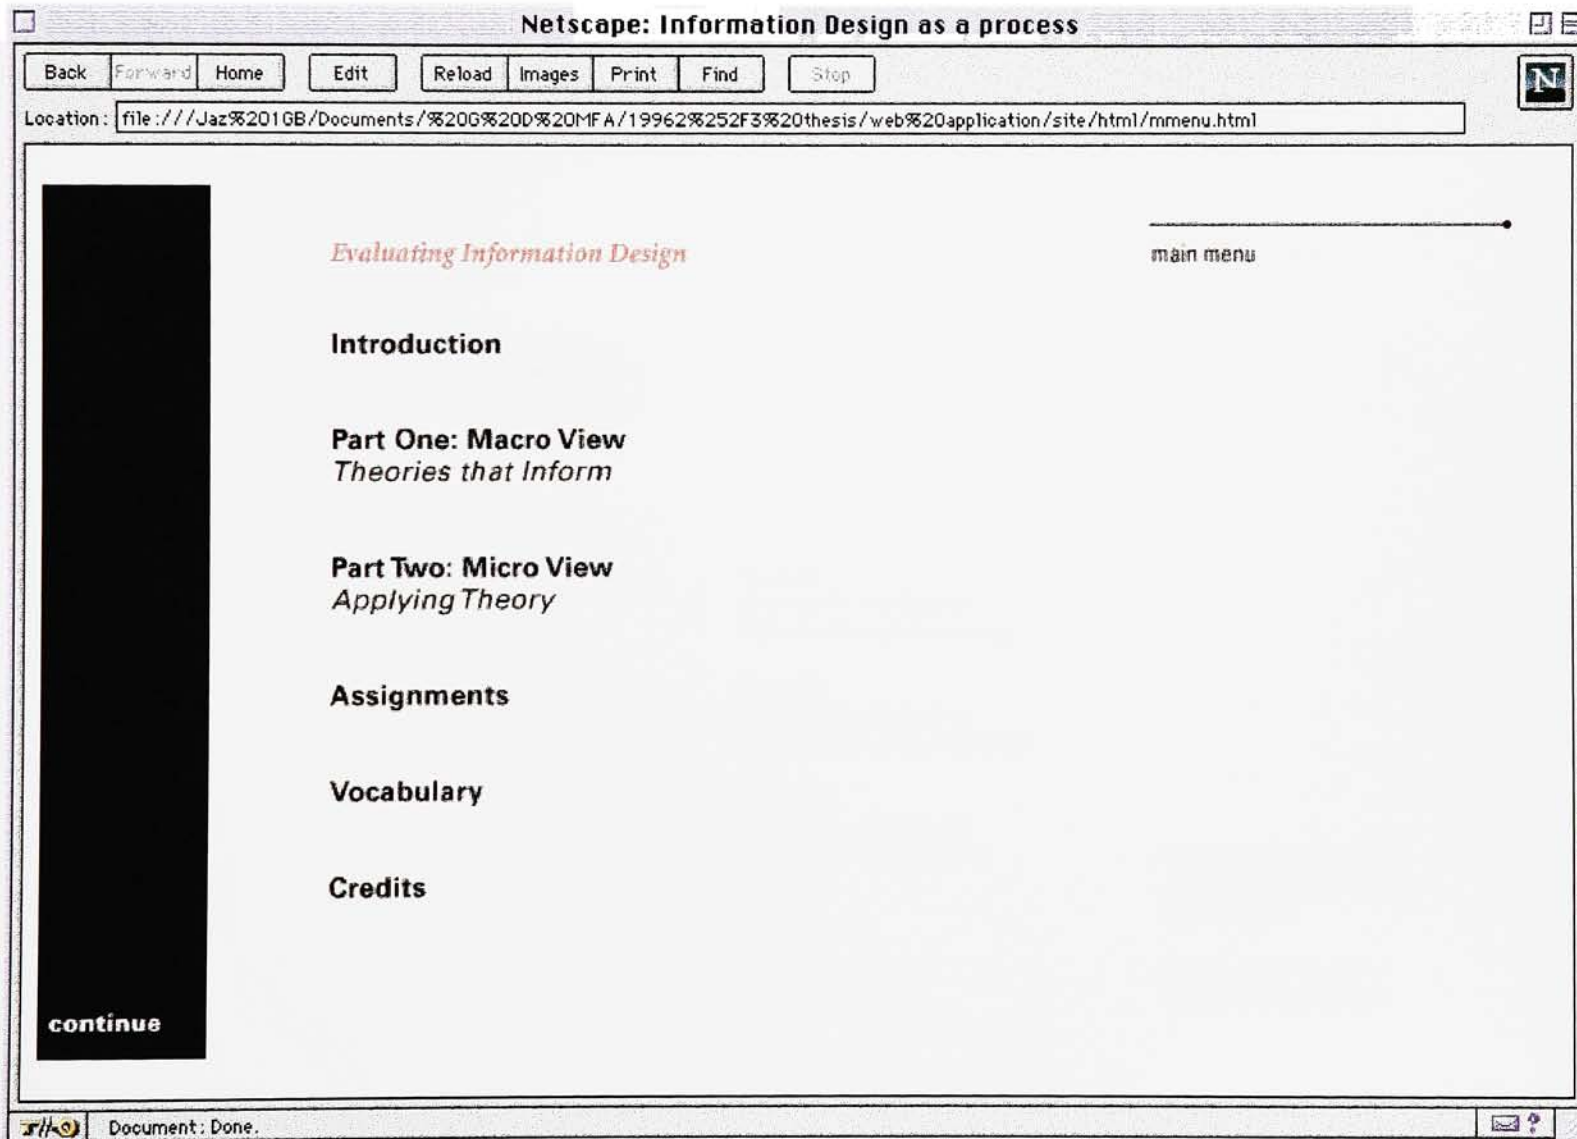 Netscape: Information Design as a process
Back Forward Home Edit Reload Images Print Find Stop
N
Location: file:///Jaz%201GB/Documents/%20G%20D%20MFA/19962%252F3%20thesis/web%20application/site/html/mmenu.html
Evaluating Information Design
main menu
Introduction
Part One: Macro View
Theories that Inform
Part Two: Micro View
Applying Theory
Assignments
Vocabulary
Credits
continue
Document: Done.
?